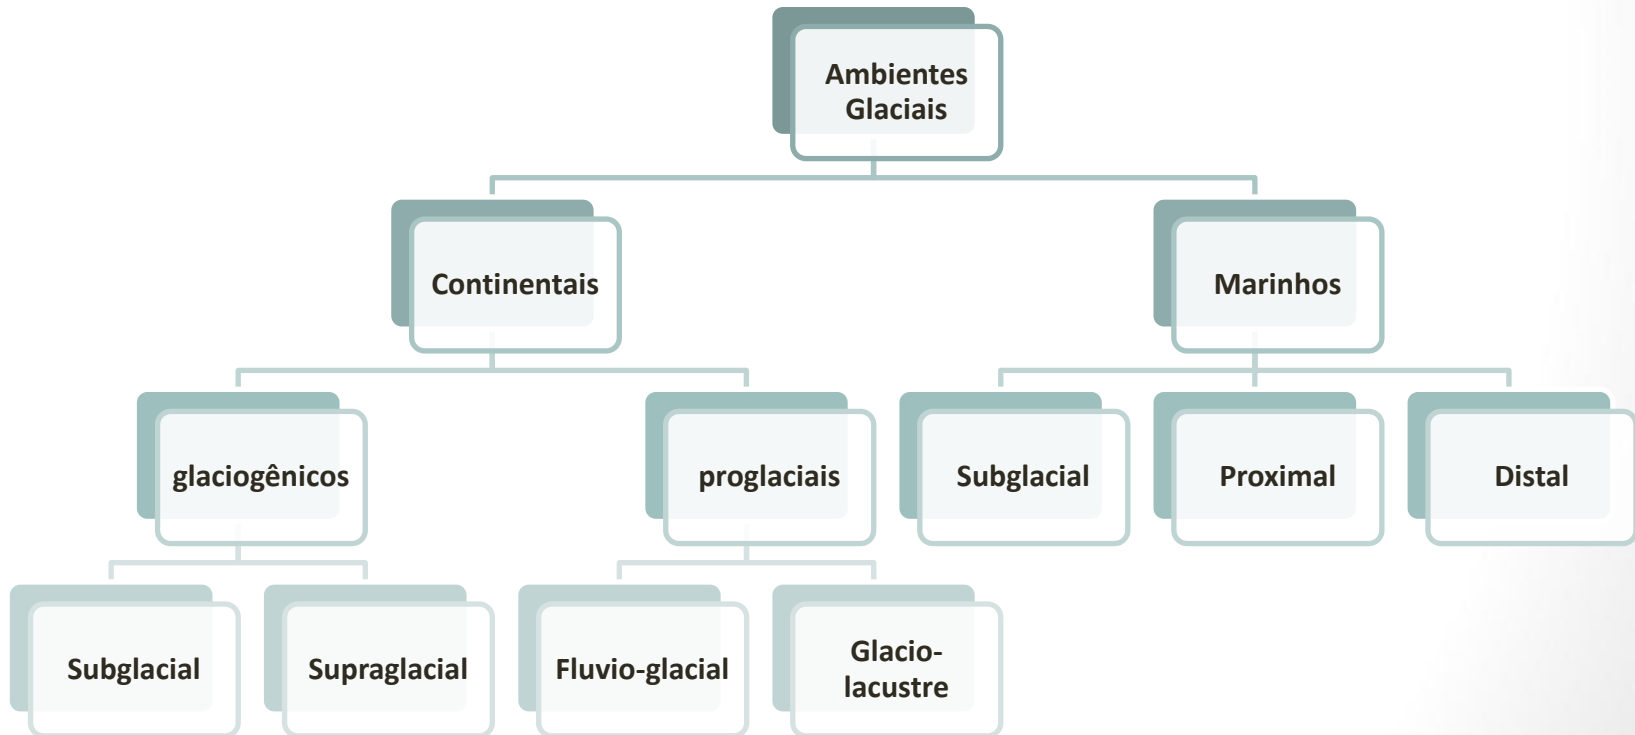 Ambientes
Glaciais
Continentais
Marinhos
glaciogênicos
proglaciais
Subglacial
Proximal
Distal
Subglacial
Supraglacial
Fluvio-glacial
Glacio-
lacustre